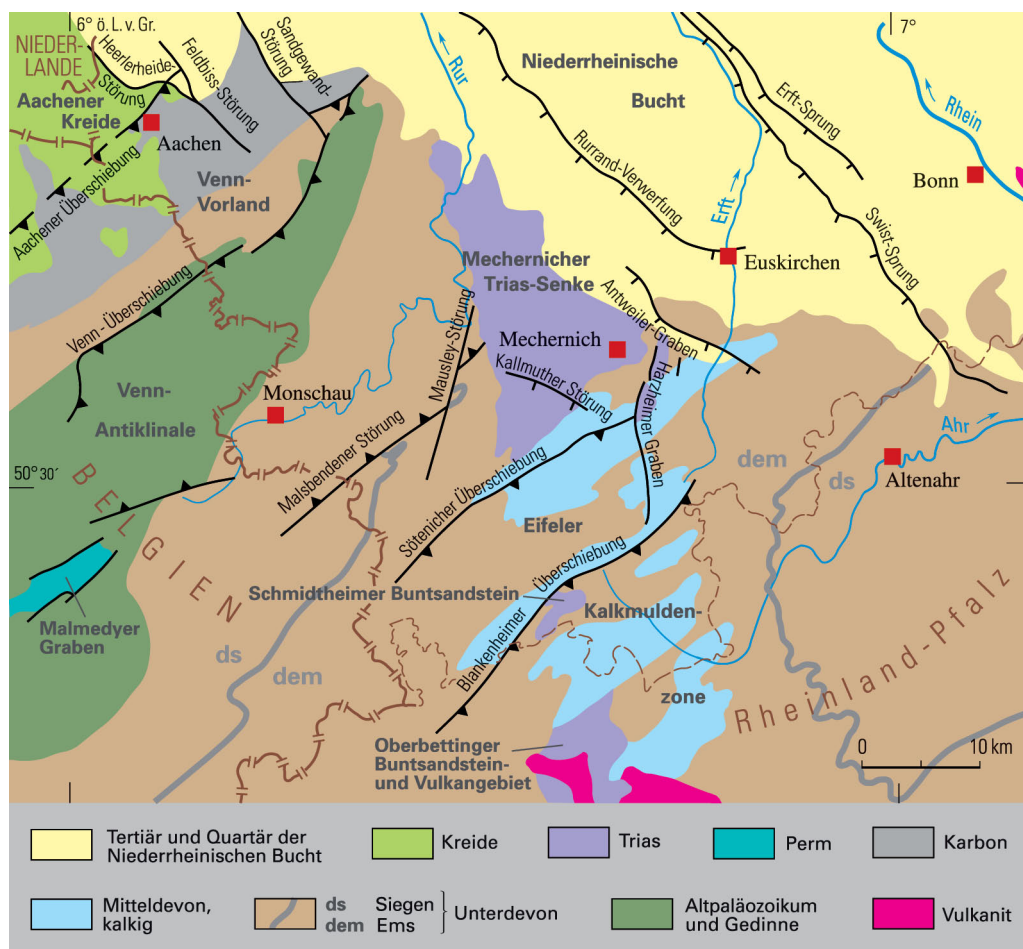 6° ö. L. v. Gr.
7°
NIEDER-
LANDE
Heerlerheide-
Störung
Feldbiss-Störung
Sandgewand-
Störung
Rur
Niederrheinische
Bucht
Erft-Sprung
Rhein
Aachener
Kreide
Aachen
Bonn
Aachener Überschiebung
Venn-
Vorland
Rurrand-Verwerfung
Erft
Swist-Sprung
Euskirchen
Mechernicher
Trias-Senke
Venn-Überschiebung
Antweiler-Graben
Mausley-Störung
Mechernich
Kallmuther Störung
Harzheimer Graben
Venn-
Antiklinale
Monschau
Malsbendener Störung
Sötenicher Überschiebung
Ahr
Altenahr
dem
ds
50° 30′
BELGIEN
Eifeler
Blankenheimer Überschiebung
Schmidtheimer Buntsandstein
Kalkmulden-
zone
Malmedyer
Graben
ds
dem
Rheinland-Pfalz
Oberbettinger
Buntsandstein-
und Vulkangebiet
0 10 km
Tertiär und Quartär der
Niederrheinischen Bucht
Kreide
Trias
Perm
Karbon
Mitteldevon,
kalkig
ds Siegen
dem Ems
Unterdevon
Altpaläozoikum
und Gedinne
Vulkanit